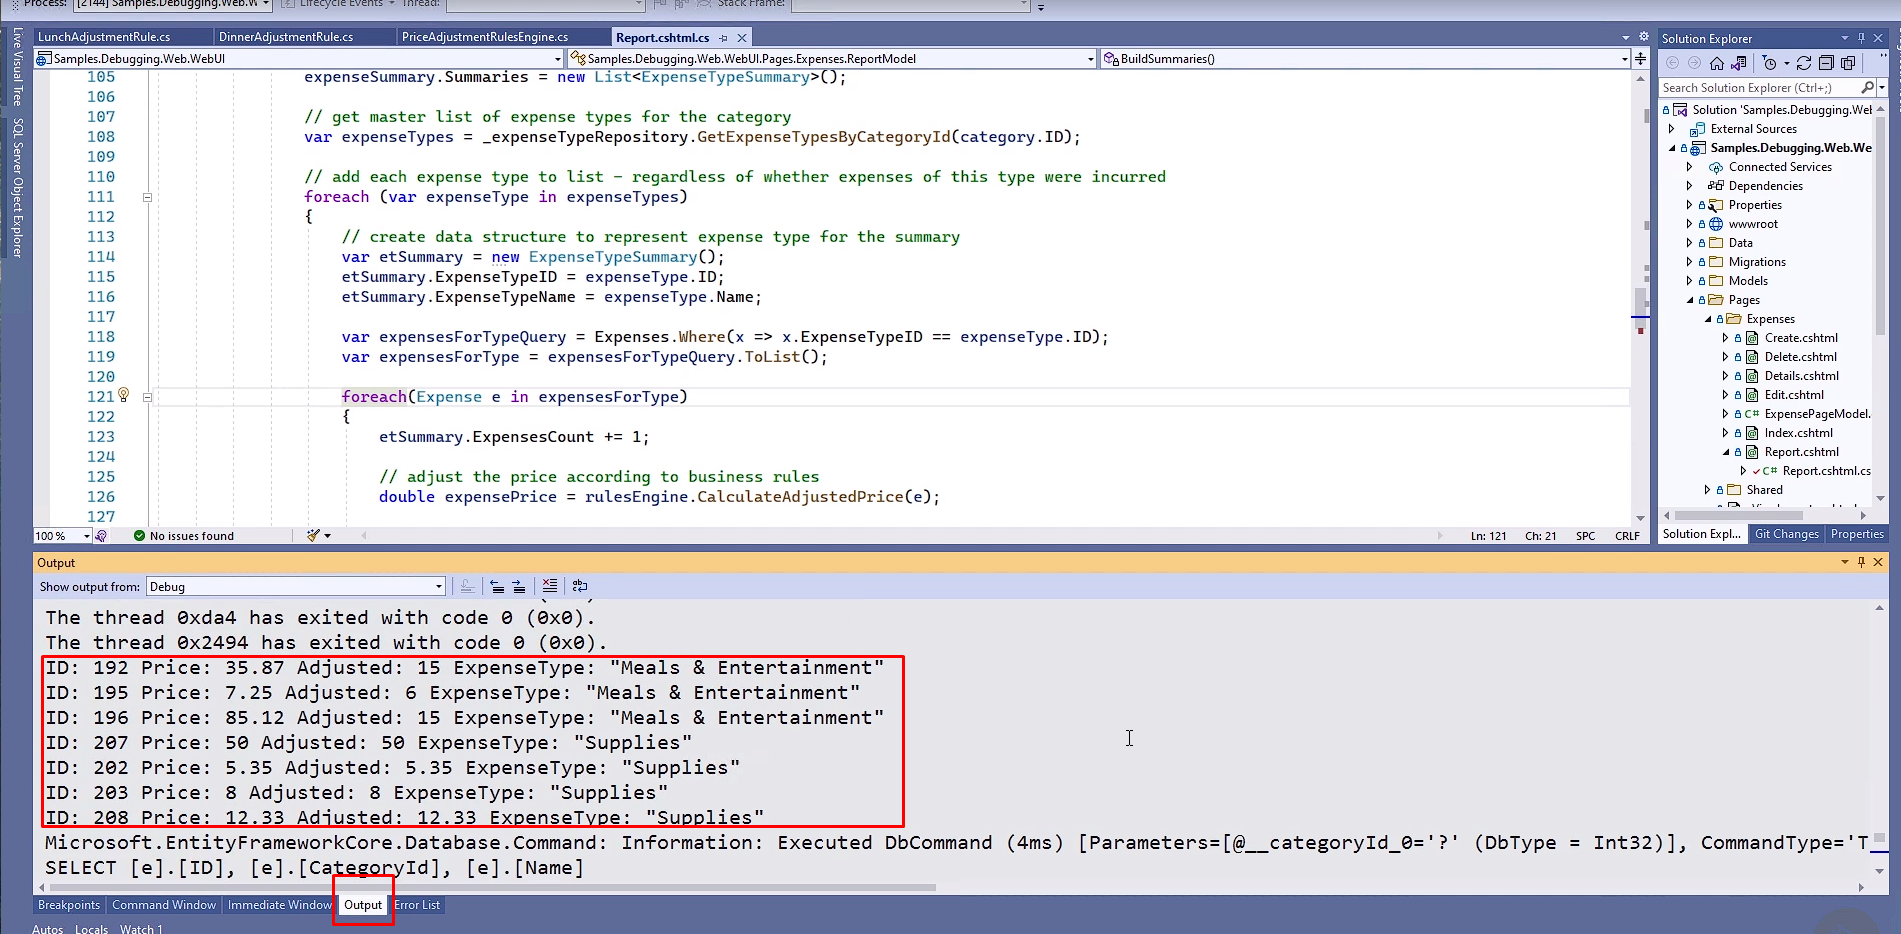 Process: [2144] Samples.Debugging.Web.W
Lifecycle Events
Thread:
Stack Frame:
LunchAdjustmentRule.cs
DinnerAdjustmentRule.cs
PriceAdjustmentRulesEngine.cs
Report.cshtml.cs
Samples.Debugging.Web.WebUI
Samples.Debugging.Web.WebUI.Pages.Expenses.ReportModel
BuildSummaries()
Live Visual Tree
SQL Server Object Explorer
105 expenseSummary.Summaries = new List<ExpenseTypeSummary>();
106
107 // get master list of expense types for the category
108 var expenseTypes = _expenseTypeRepository.GetExpenseTypesByCategoryId(category.ID);
109
110 // add each expense type to list - regardless of whether expenses of this type were incurred
111 foreach (var expenseType in expenseTypes)
112 {
113 // create data structure to represent expense type for the summary
114 var etSummary = new ExpenseTypeSummary();
115 etSummary.ExpenseTypeID = expenseType.ID;
116 etSummary.ExpenseTypeName = expenseType.Name;
117
118 var expensesForTypeQuery = Expenses.Where(x => x.ExpenseTypeID == expenseType.ID);
119 var expensesForType = expensesForTypeQuery.ToList();
120
121 foreach(Expense e in expensesForType)
122 {
123 etSummary.ExpensesCount += 1;
124
125 // adjust the price according to business rules
126 double expensePrice = rulesEngine.CalculateAdjustedPrice(e);
127
100 %
No issues found
Ln: 121 Ch: 21 SPC CRLF
Solution Explorer
Search Solution Explorer (Ctrl+;)
Solution 'Samples.Debugging.Wet
External Sources
Samples.Debugging.Web.We
Connected Services
Dependencies
Properties
wwwroot
Data
Migrations
Models
Pages
Expenses
Create.cshtml
Delete.cshtml
Details.cshtml
Edit.cshtml
C# ExpensePageModel.
Index.cshtml
Report.cshtml
C# Report.cshtml.cs
Shared
Solution Expl... Git Changes Properties
Output
Show output from: Debug
The thread 0xda4 has exited with code 0 (0x0).
The thread 0x2494 has exited with code 0 (0x0).
ID: 192 Price: 35.87 Adjusted: 15 ExpenseType: "Meals & Entertainment"
ID: 195 Price: 7.25 Adjusted: 6 ExpenseType: "Meals & Entertainment"
ID: 196 Price: 85.12 Adjusted: 15 ExpenseType: "Meals & Entertainment"
ID: 207 Price: 50 Adjusted: 50 ExpenseType: "Supplies"
ID: 202 Price: 5.35 Adjusted: 5.35 ExpenseType: "Supplies"
ID: 203 Price: 8 Adjusted: 8 ExpenseType: "Supplies"
ID: 208 Price: 12.33 Adjusted: 12.33 ExpenseType: "Supplies"
Microsoft.EntityFrameworkCore.Database.Command: Information: Executed DbCommand (4ms) [Parameters=[@__categoryId_0='?' (DbType = Int32)], CommandType='T
SELECT [e].[ID], [e].[CategoryId], [e].[Name]
Breakpoints Command Window Immediate Window Output Error List
Autos Locals Watch 1